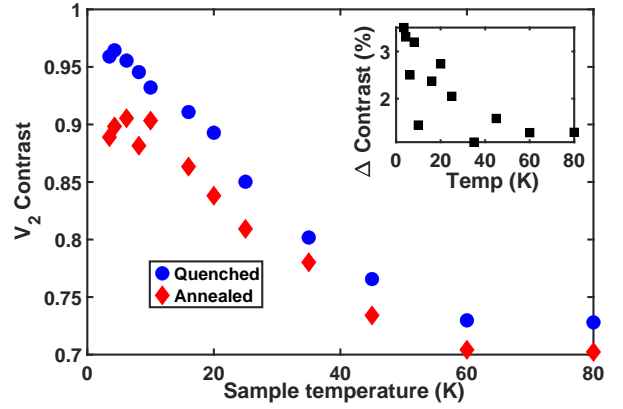 1
0.95
0.9
0.85
0.8
0.75
0.7
V2 Contrast
0 20 40 60 80
Sample temperature (K)
Quenched
Annealed
3
2
Δ Contrast (%)
0 20 40 60 80
Temp (K)